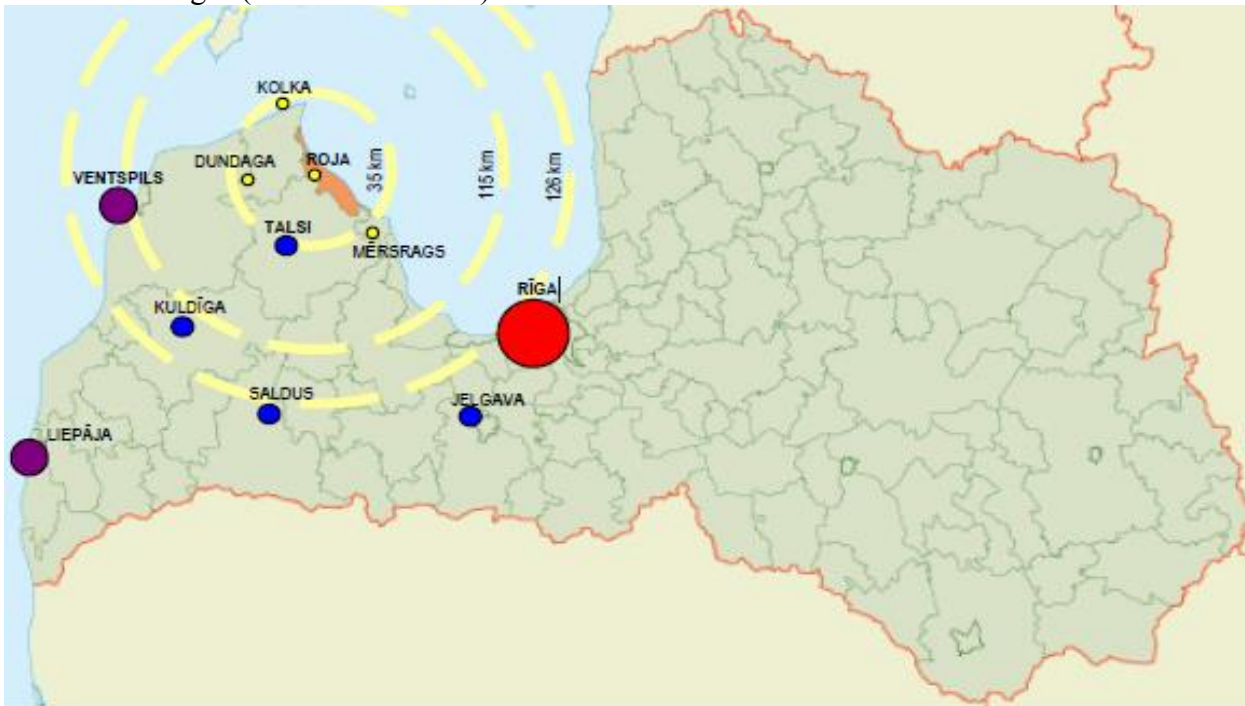 KOLKA
DUNDAGA
ROJA
VENTSPILS
35 km
115 km
126 km
TALSI
MĒRSRAGS
RĪGA
KULDĪGA
SALDUS
JELGAVA
LIEPĀJA